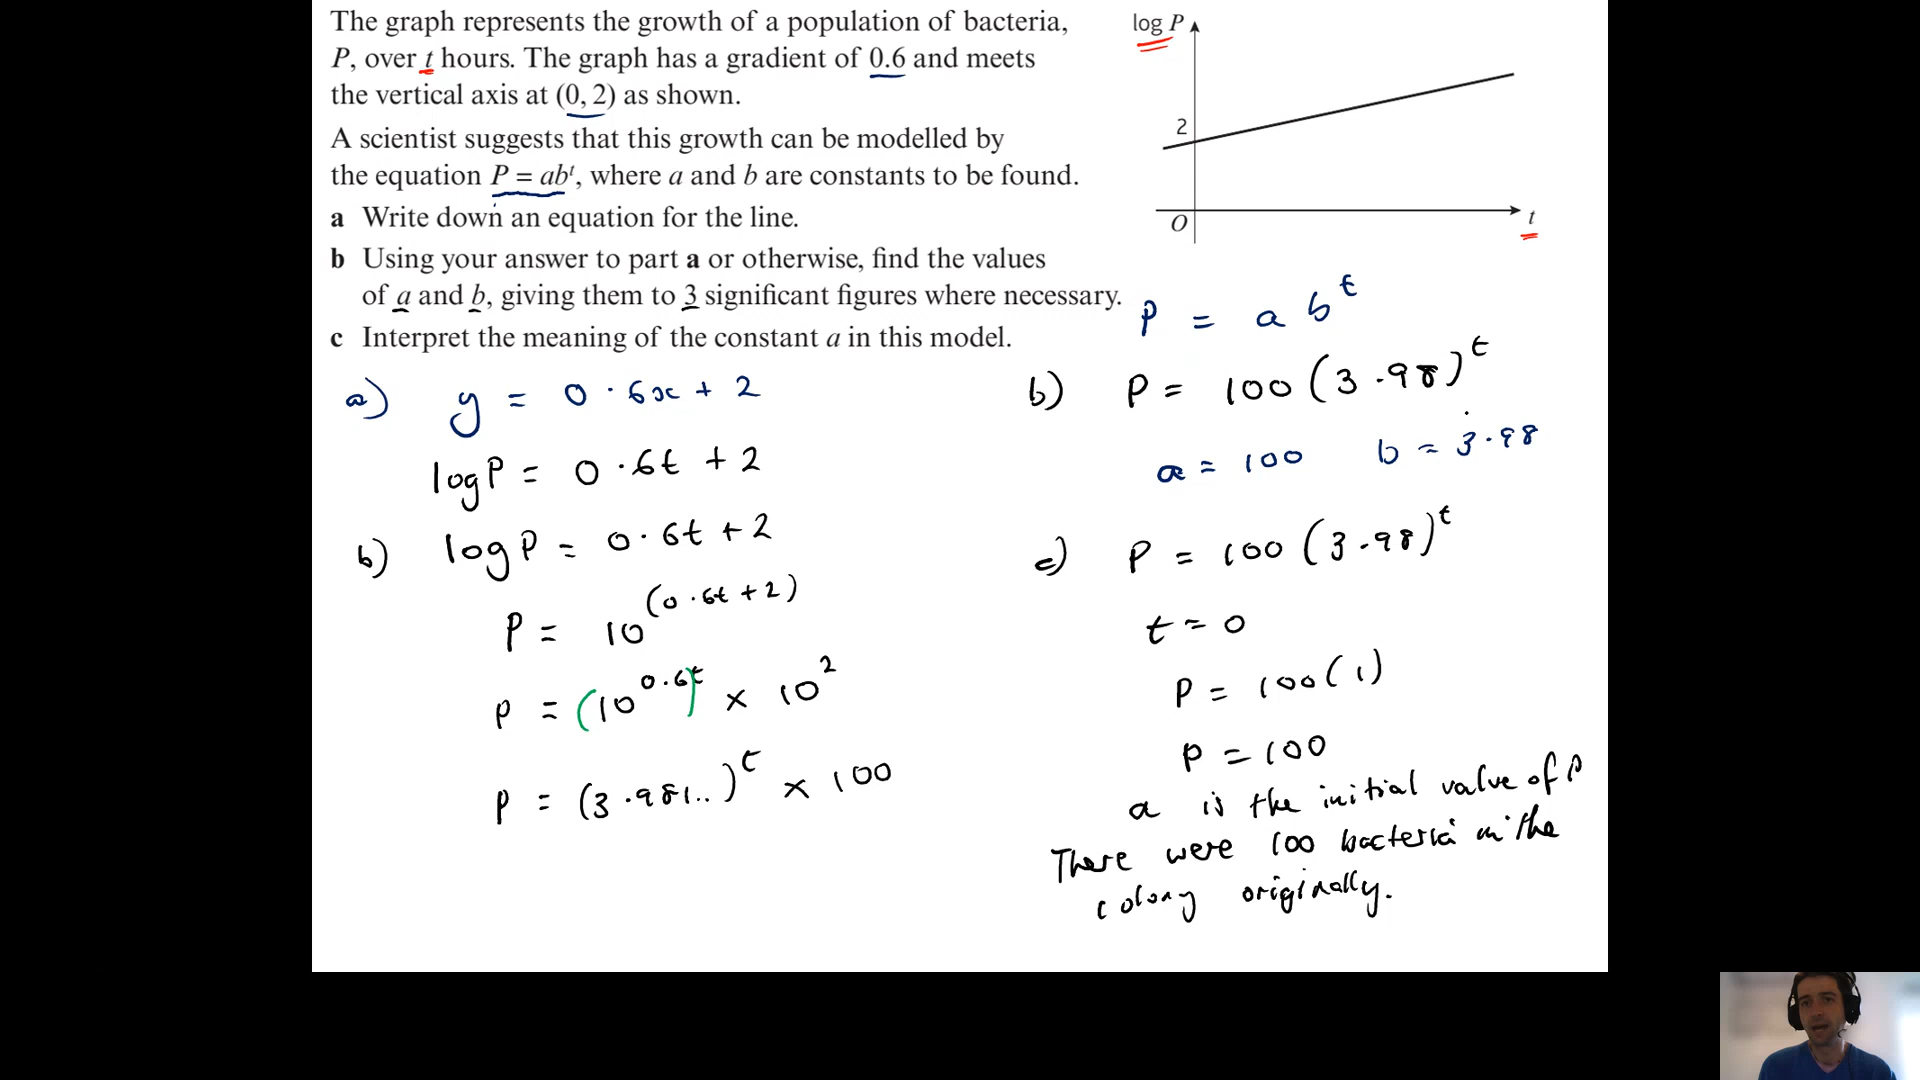 The graph represents the growth of a population of bacteria,
P, over t hours. The graph has a gradient of 0.6 and meets
the vertical axis at (0, 2) as shown.
A scientist suggests that this growth can be modelled by
the equation P = abᵗ, where a and b are constants to be found.
a Write down an equation for the line.
b Using your answer to part a or otherwise, find the values
of a and b, giving them to 3 significant figures where necessary.
c Interpret the meaning of the constant a in this model.
log P
2
O
t
a) y = 0.6x + 2
log P = 0.6t + 2
b) log P = 0.6t + 2
P = 10^(0.6t + 2)
P = (10^0.6)^t × 10^2
P = (3.981..)^t × 100
P = a b^t
b) P = 100(3.98)^t
a = 100 b = 3.98
c) P = 100(3.98)^t
t = 0
P = 100(1)
P = 100
a is the initial value of P
There were 100 bacteria in the
colony originally.